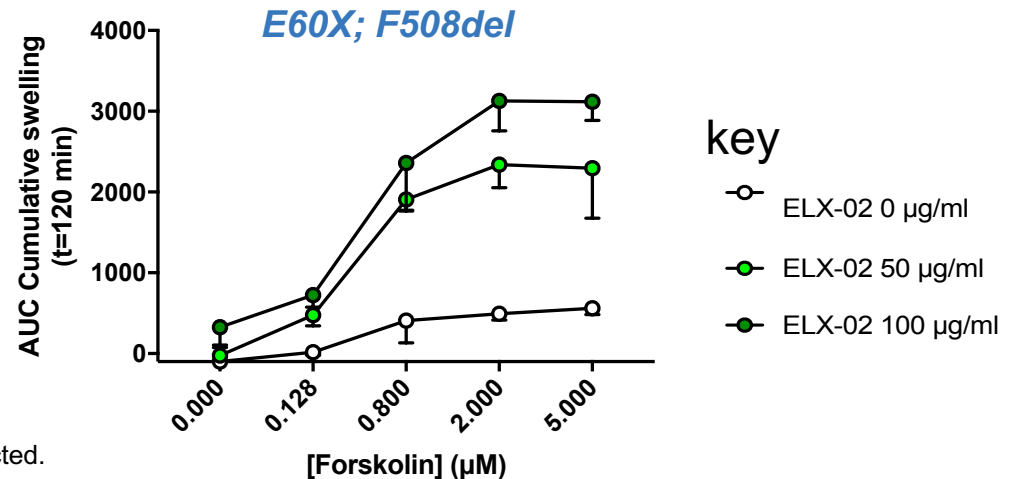 E60X; F508del
AUC Cumulative swelling
(t=120 min)
4000
3000
2000
1000
0
0.000
0.128
0.800
2.000
5.000
[Forskolin] (µM)
key
ELX-02 0 µg/ml
ELX-02 50 µg/ml
ELX-02 100 µg/ml
cted.